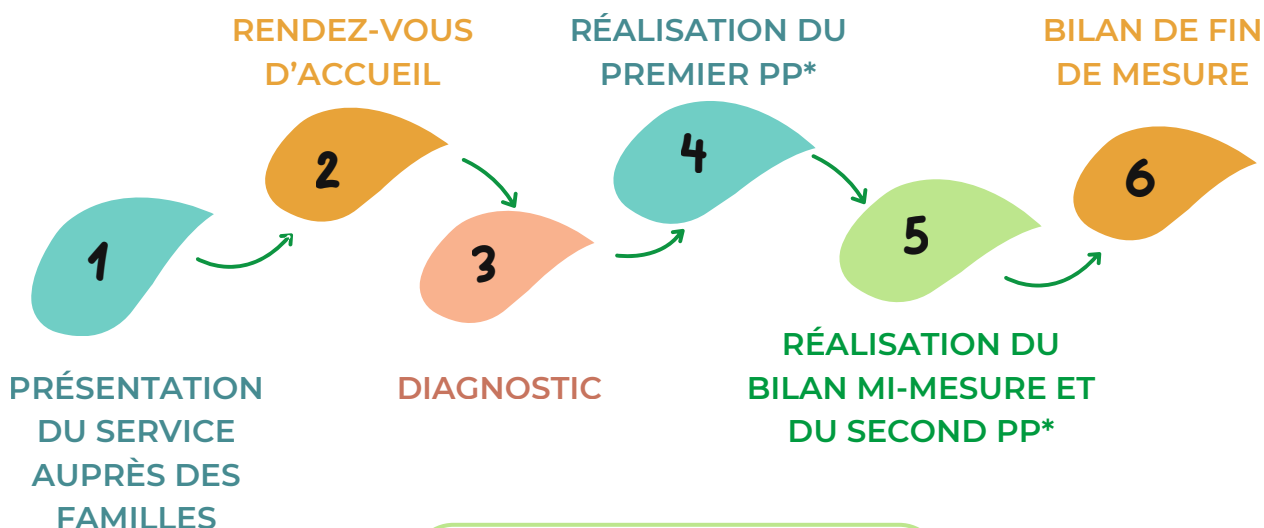 1
PRÉSENTATION
DU SERVICE
AUPRÈS DES
FAMILLES
RENDEZ-VOUS
D’ACCUEIL
2
3
DIAGNOSTIC
RÉALISATION DU
PREMIER PP*
4
5
RÉALISATION DU
BILAN MI-MESURE ET
DU SECOND PP*
BILAN DE FIN
DE MESURE
6